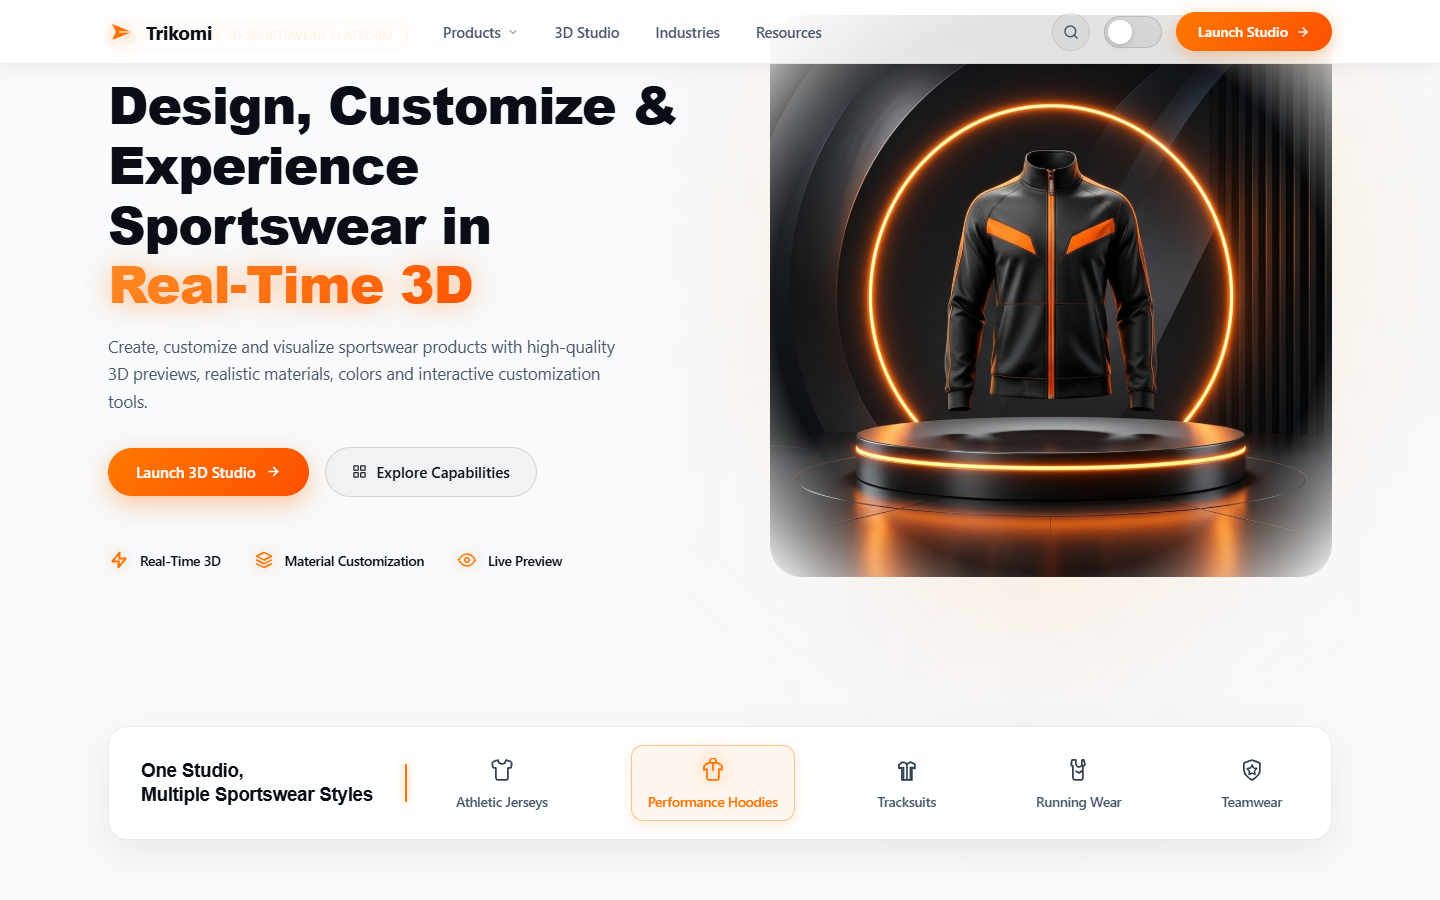 Trikomi
E 3D SPORTSWEAR PLATFORM
Products
3D Studio
Industries
Resources
Launch Studio
Design, Customize &
Experience
Sportswear in
Real-Time 3D
Create, customize and visualize sportswear products with high-quality
3D previews, realistic materials, colors and interactive customization
tools.
Launch 3D Studio
Explore Capabilities
Real-Time 3D
Material Customization
Live Preview
One Studio,
Multiple Sportswear Styles
Athletic Jerseys
Performance Hoodies
Tracksuits
Running Wear
Teamwear